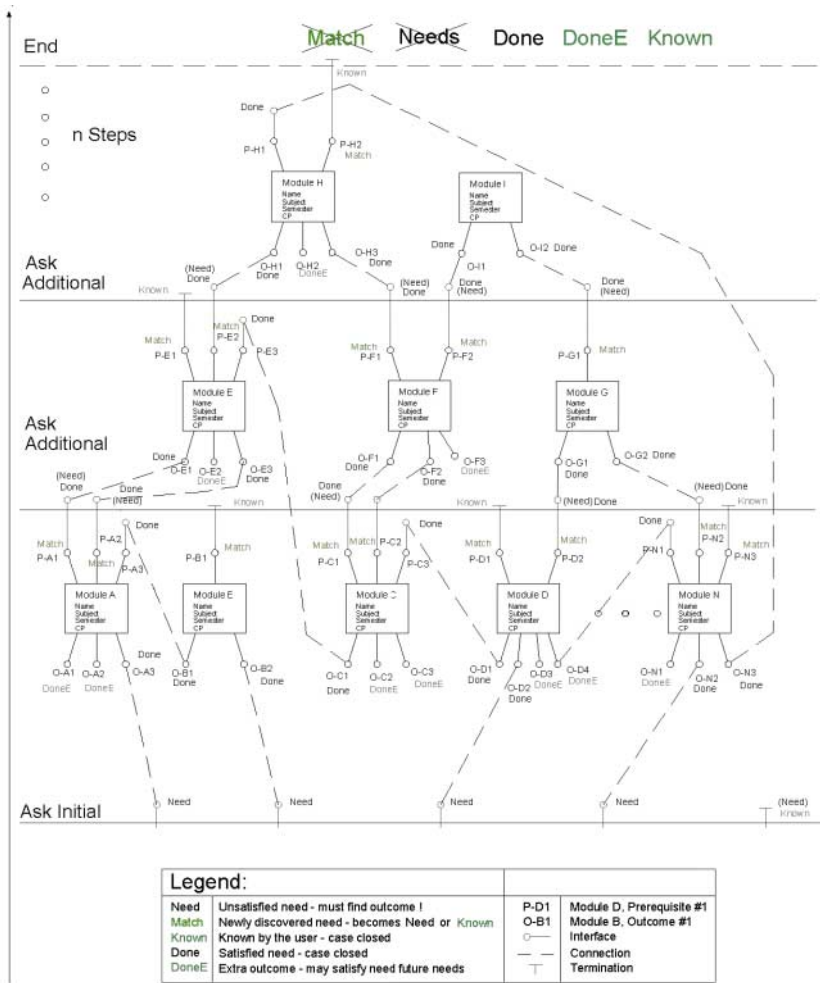 End
Match Needs Done DoneE Known
Known
Done
n Steps
P-H1
P-H2
Match
Module H
Name
Subject
Semester
CP
Module I
Name
Subject
Semester
CP
O-H1
Done
O-H2
DoneE
O-H3
Done
Done
O-I1
O-I2 Done
Ask
Additional
(Need)
Done
(Need)
Done
Done
(Need)
Done
(Need)
Known
Match
P-E1
Match
P-E2
Done
P-E3
Match
P-F1
Match
P-F2
P-G1
Match
Module E
Name
Subject
Semester
CP
Module F
Name
Subject
Semester
CP
Module G
Name
Subject
Semester
CP
Ask
Additional
Done
O-E1
O-E2
DoneE
O-E3
Done
O-F1
Done
O-F2
Done
O-F3
DoneE
O-G1
Done
O-G2 Done
(Need)
Done
Done
(Need)
Known
Done
(Need)
Known
(Need)Done
(Need)Done
Known
Match
P-A1
P-A2
Match
Done
P-A3
P-B1
Match
Match
P-C1
P-C2
Match
Done
P-C3
Match
P-D1
Match
P-D2
Done
P-N1
P-N2
Match
P-N3
Match
Module A
Name
Subject
Semester
CP
Module E
Name
Subject
Semester
CP
Module C
Name
Subject
Semester
CP
Module D
Name
Subject
Semester
CP
Module N
Name
Subject
Semester
CP
O-A1
DoneE
O-A2
DoneE
Done
O-A3
O-B1
Done
O-B2
Done
O-C1
Done
O-C2
DoneE
O-C3
DoneE
O-D1
Done
O-D2
Done
O-D3
DoneE
O-D4
DoneE
O-N1
DoneE
O-N2
Done
O-N3
Done
Ask Initial
Need
Need
Need
Need
(Need)
Known
Legend:
Need Unsatisfied need - must find outcome !
Match Newly discovered need - becomes Need or Known
Known Known by the user - case closed
Done Satisfied need - case closed
DoneE Extra outcome - may satisfy need future needs
P-D1 Module D, Prerequisite #1
O-B1 Module B, Outcome #1
Interface
Connection
Termination